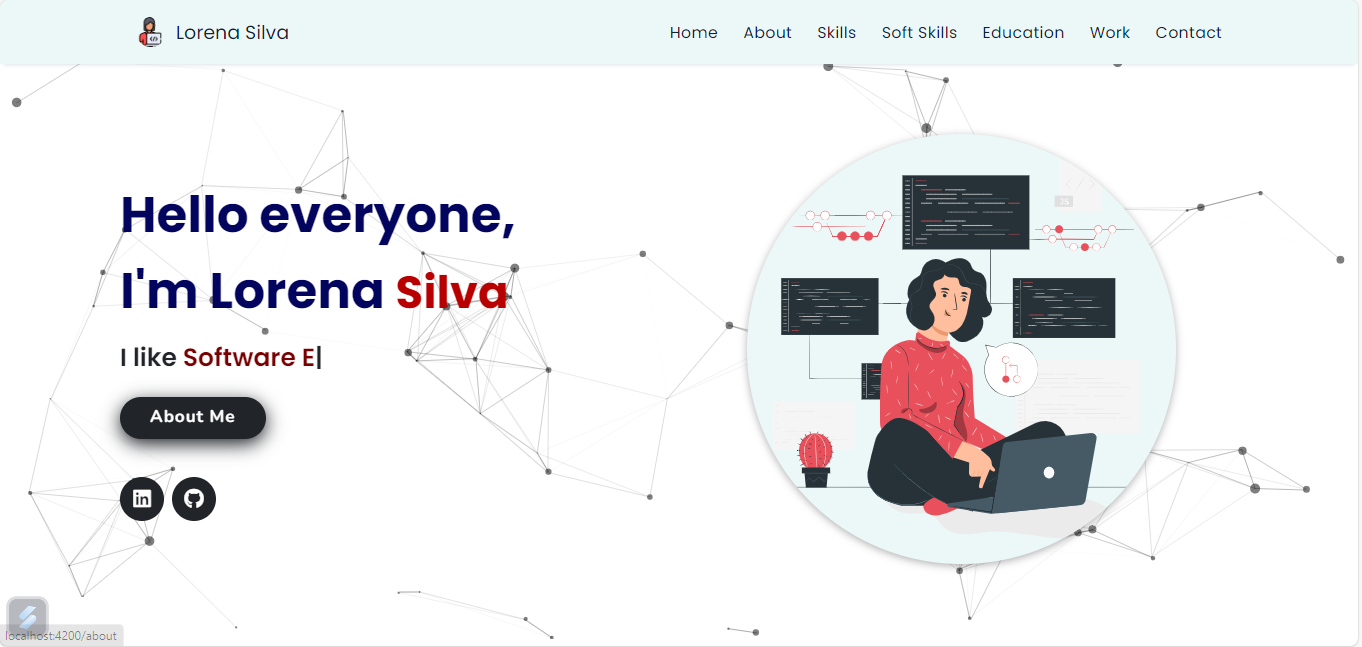 Lorena Silva
Home About Skills Soft Skills Education Work Contact
Hello everyone,
I'm Lorena Silva
I like Software E|
About Me
in
localhost:4200/about